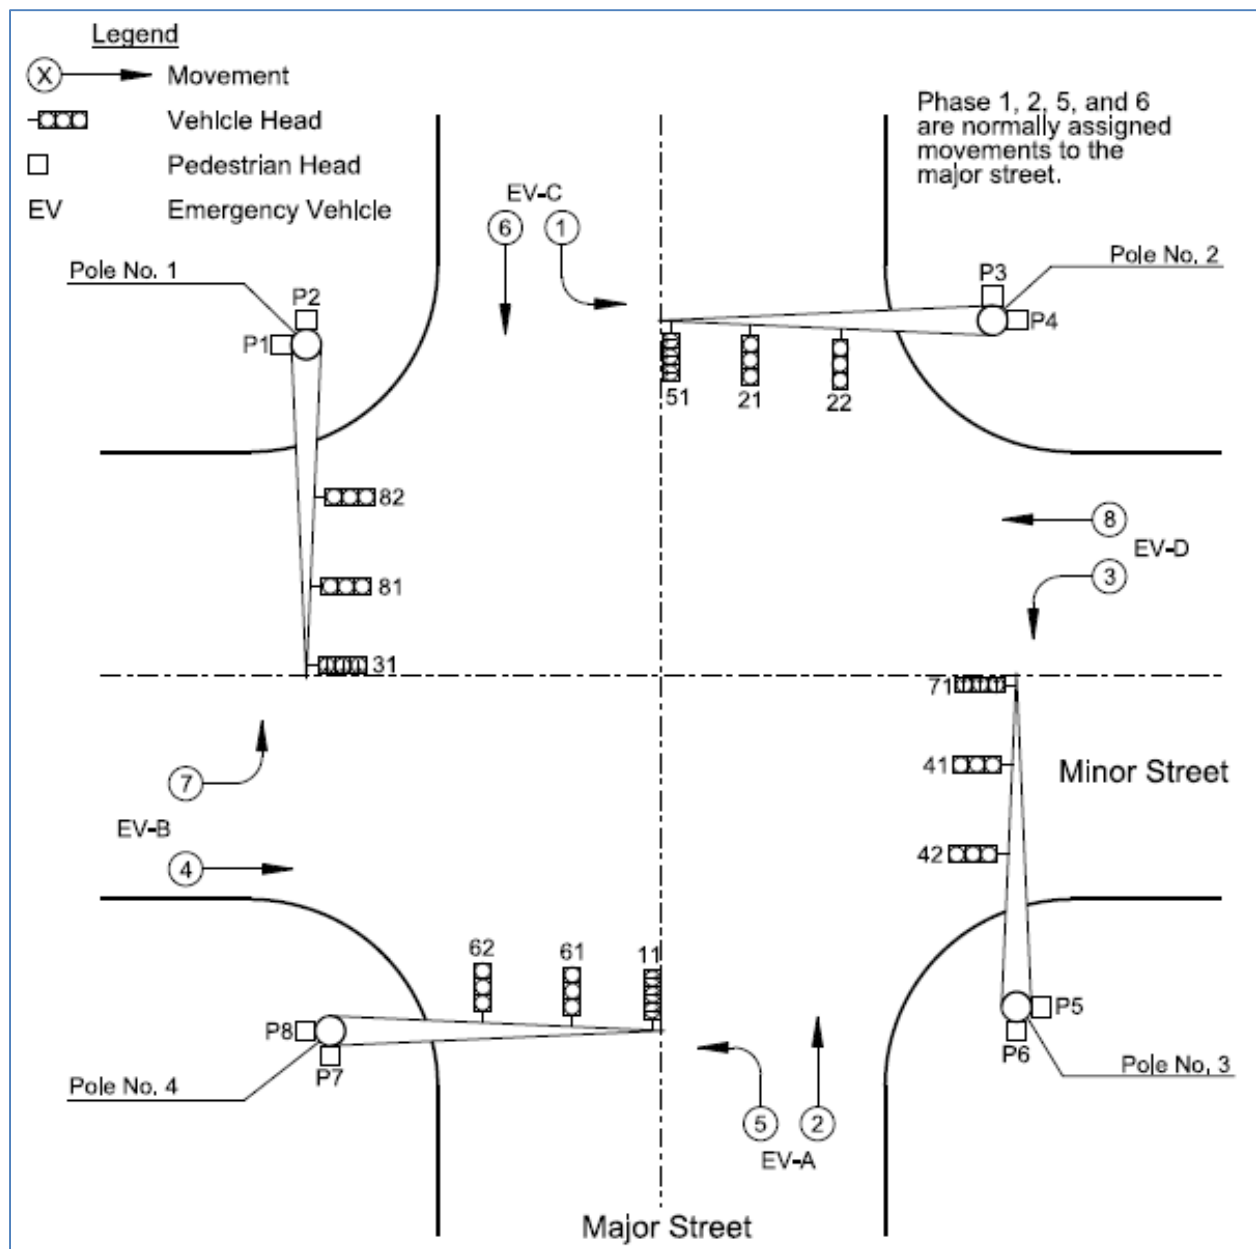 Legend
X Movement
Vehicle Head
Pedestrian Head
EV Emergency Vehicle
Phase 1, 2, 5, and 6
are normally assigned
movements to the
major street.
EV-C
6 1
Pole No. 1
Pole No. 2
P2
P1
P3
P4
51 21 22
82
81
31
8
EV-D
3
71
41
42
Minor Street
7
EV-B
4
62 61 11
P8
P7
Pole No. 4
P5
P6
Pole No. 3
5 2
EV-A
Major Street